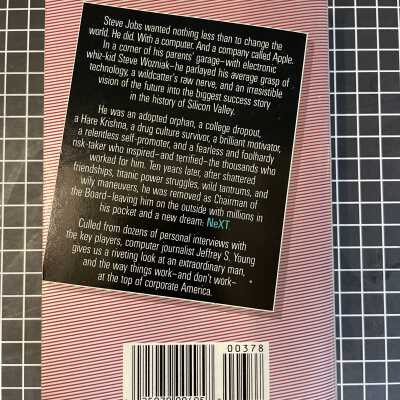 Steve Jobs wanted nothing less than to change the
world. He did. With a computer. And a company called Apple.
In a corner of his parents' garage–with electronic
whiz-kid Steve Wozniak–he parlayed his average grasp of
technology, a wildcatter's raw nerve, and an irresistible
vision of the future into the biggest success story
in the history of Silicon Valley.
He was an adopted orphan, a college dropout,
a Hare Krishna, a drug culture survivor, a brilliant motivator,
a relentless self-promoter, and a fearless and foolhardy
risk-taker who inspired–and terrified–the thousands who
worked for him. Ten years later, after shattered
friendships, titanic power struggles, wild tantrums, and
wily maneuvers, he was removed as Chairman of
the Board–leaving him on the outside with millions in
his pocket and a new dream: NeXT.
Culled from dozens of personal interviews with
the key players, computer journalist Jeffrey S. Young
gives us a riveting look at an extraordinary man,
and the way things work–and don't work–
at the top of corporate America.
00378